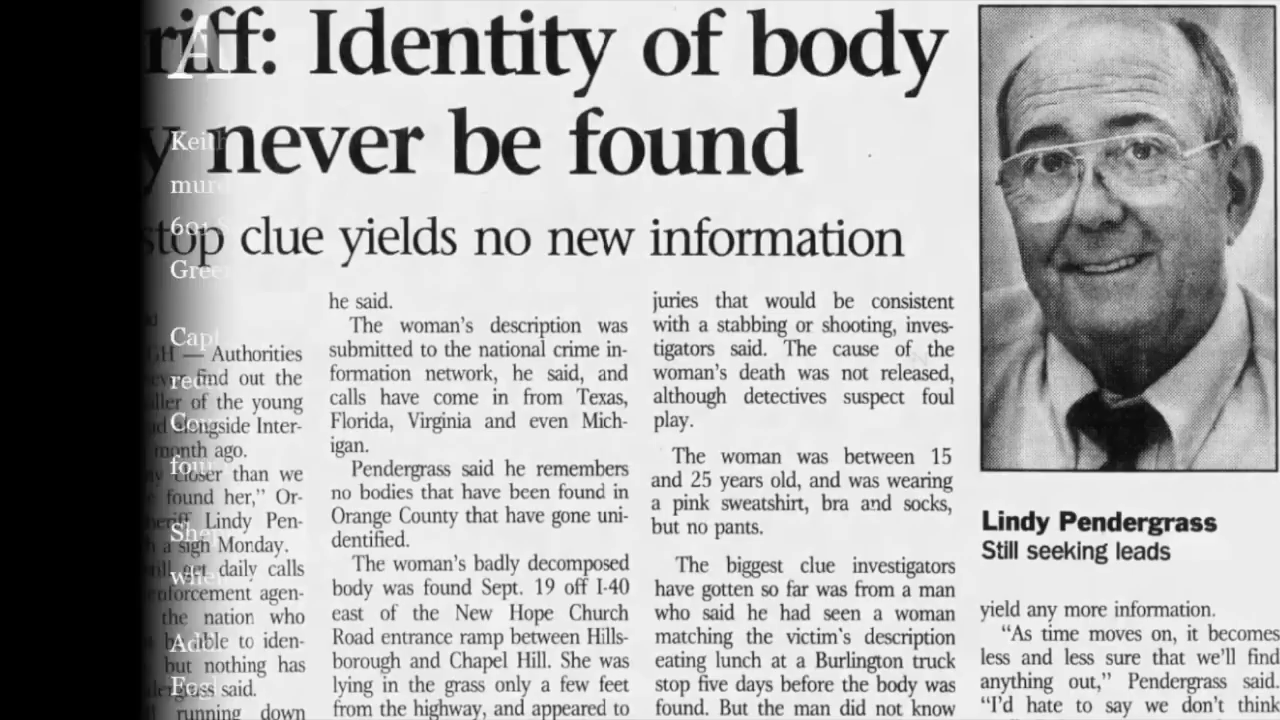 riff: Identity of body
y never be found
stop clue yields no new information
— Authorities
find out the
of the young
alongside Inter-
month ago.
closer than we
found her,” Or-
Lindy Pen-
a sigh Monday.
daily calls
enforcement agen-
the nation who
able to iden-
but nothing has
said.
running down
he said.
The woman's description was
submitted to the national crime in-
formation network, he said, and
calls have come in from Texas,
Florida, Virginia and even Mich-
igan.
Pendergrass said he remembers
no bodies that have been found in
Orange County that have gone uni-
dentified.
The woman's badly decomposed
body was found Sept. 19 off I-40
east of the New Hope Church
Road entrance ramp between Hills-
borough and Chapel Hill. She was
lying in the grass only a few feet
from the highway, and appeared to
juries that would be consistent
with a stabbing or shooting, inves-
tigators said. The cause of the
woman's death was not released,
although detectives suspect foul
play.
The woman was between 15
and 25 years old, and was wearing
a pink sweatshirt, bra and socks,
but no pants.
The biggest clue investigators
have gotten so far was from a man
who said he had seen a woman
matching the victim's description
eating lunch at a Burlington truck
stop five days before the body was
found. But the man did not know
Lindy Pendergrass
Still seeking leads
yield any more information.
“As time moves on, it becomes
less and less sure that we'll find
anything out,” Pendergrass said.
“I'd hate to say we don't think
A
Keit
mur
Gree
Capt